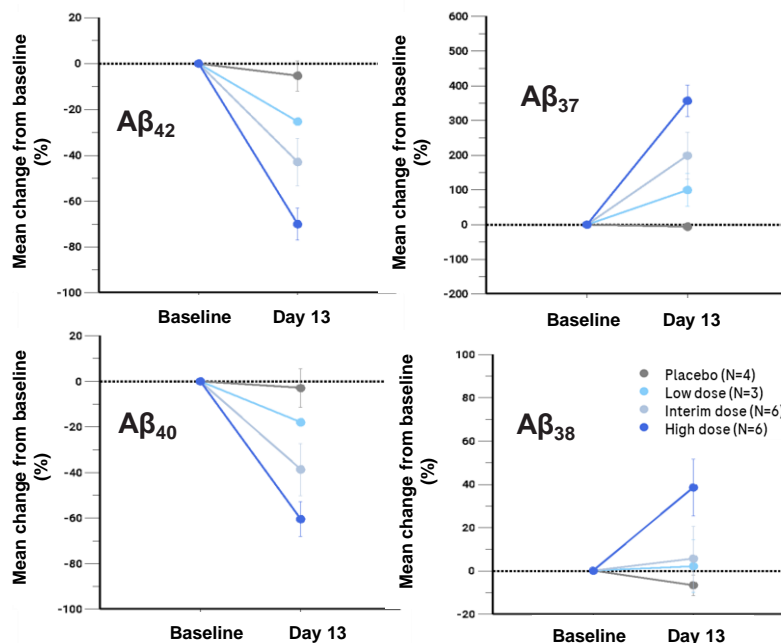 Mean change from baseline
(%)
20
0
-20
-40
-60
-80
-100
Aβ42
Baseline
Day 13
Mean change from baseline
(%)
600
500
400
300
200
100
0
-100
-200
Aβ37
Baseline
Day 13
Mean change from baseline
(%)
20
0
-20
-40
-60
-80
-100
Aβ40
Baseline
Day 13
Mean change from baseline
(%)
100
80
60
40
20
0
-20
Aβ38
Placebo (N=4)
Low dose (N=3)
Interim dose (N=6)
High dose (N=6)
Baseline
Day 13